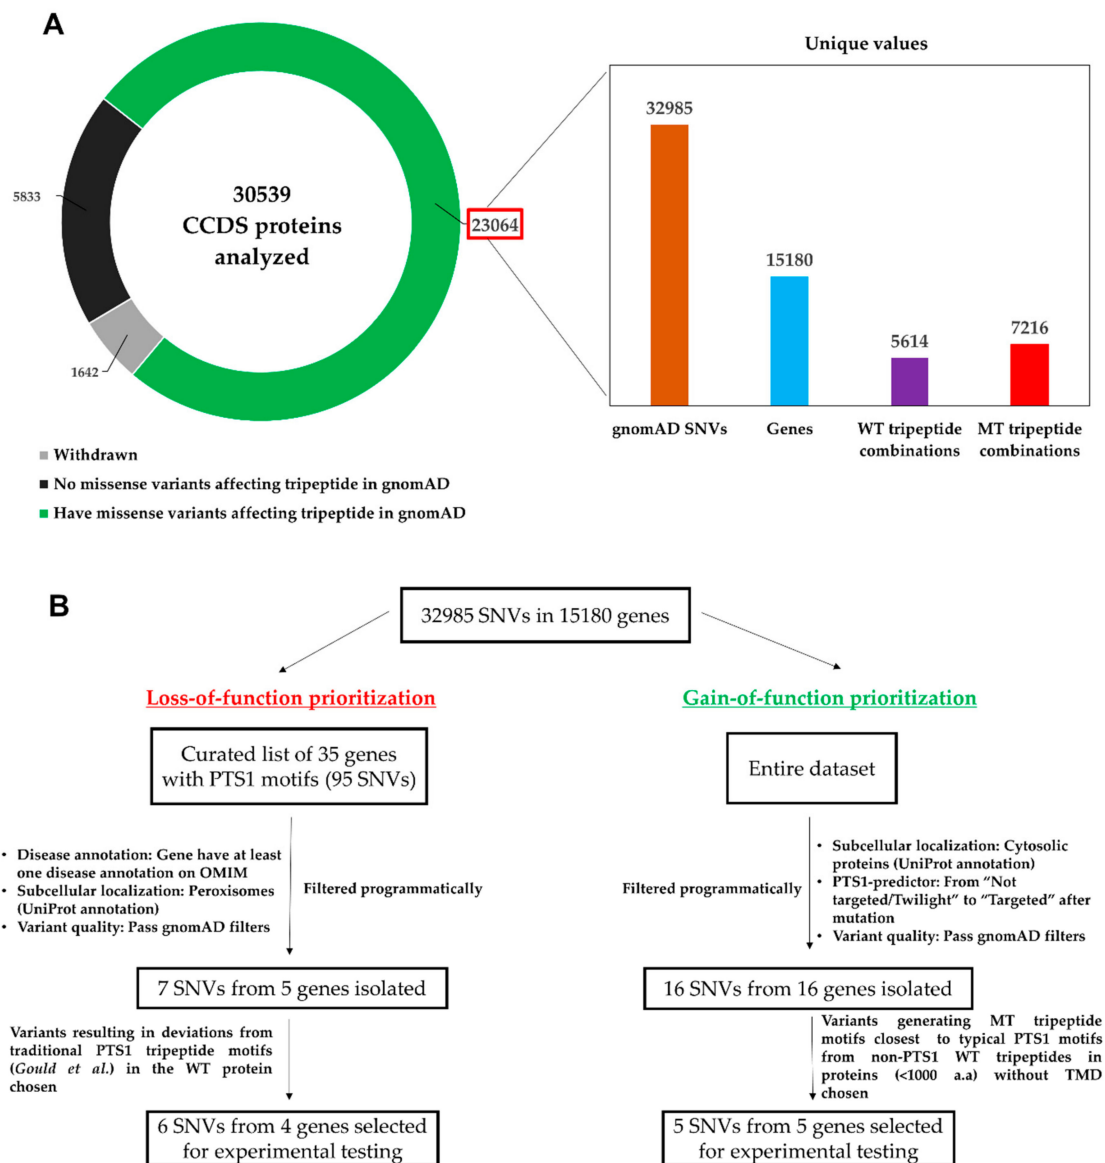 A
30539
CCDS proteins
analyzed
5833
1642
23064
Withdrawn
No missense variants affecting tripeptide in gnomAD
Have missense variants affecting tripeptide in gnomAD
Unique values
32985
15180
5614
7216
gnomAD SNVs
Genes
WT tripeptide
combinations
MT tripeptide
combinations
B
32985 SNVs in 15180 genes
Loss-of-function prioritization
Curated list of 35 genes
with PTS1 motifs (95 SNVs)
• Disease annotation: Gene have at least
one disease annotation on OMIM
• Subcellular localization: Peroxisomes
(UniProt annotation)
• Variant quality: Pass gnomAD filters
Filtered programmatically
7 SNVs from 5 genes isolated
Variants resulting in deviations from
traditional PTS1 tripeptide motifs
(Gould et al.) in the WT protein
chosen
6 SNVs from 4 genes selected
for experimental testing
Gain-of-function prioritization
Entire dataset
Filtered programmatically
• Subcellular localization: Cytosolic
proteins (UniProt annotation)
• PTS1-predictor: From “Not
targeted/Twilight” to “Targeted” after
mutation
• Variant quality: Pass gnomAD filters
16 SNVs from 16 genes isolated
Variants generating MT tripeptide
motifs closest to typical PTS1 motifs
from non-PTS1 WT tripeptides in
proteins (<1000 a.a) without TMD
chosen
5 SNVs from 5 genes selected
for experimental testing